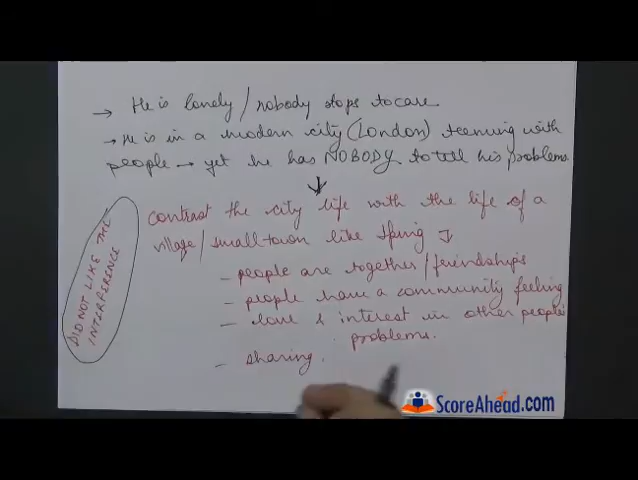 → He is lonely / nobody stops to care
→ He is in a modern city (London) teeming with
people → yet he has NOBODY to tell his problems
↓
contrast the city life with the life of a
village / small town like Spring ↓
- people are together / friendships
- people have a community feeling
- love & interest in other people's
problems.
- sharing.
DID NOT LIKE THE
INTERFERENCE
ScoreAhead.com